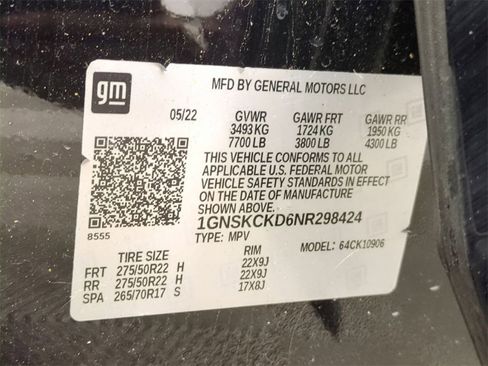 gm
MFD BY GENERAL MOTORS LLC
05/22 GVWR GAWR FRT GAWR RR
3493 KG 1724 KG 1950 KG
7700 LB 3800 LB 4300 LB
THIS VEHICLE CONFORMS TO ALL
APPLICABLE U.S. FEDERAL MOTOR
VEHICLE SAFETY STANDARDS IN EFFECT
ON THE DATE OF MANUFACTURE
SHOWN ABOVE.
1GNSKCKD6NR298424
8555
TYPE: MPV MODEL: 64CK10906
TIRE SIZE RIM
FRT 275/50R22 H 22X9J
RR 275/50R22 H 22X9J
SPA 265/70R17 S 17X8J